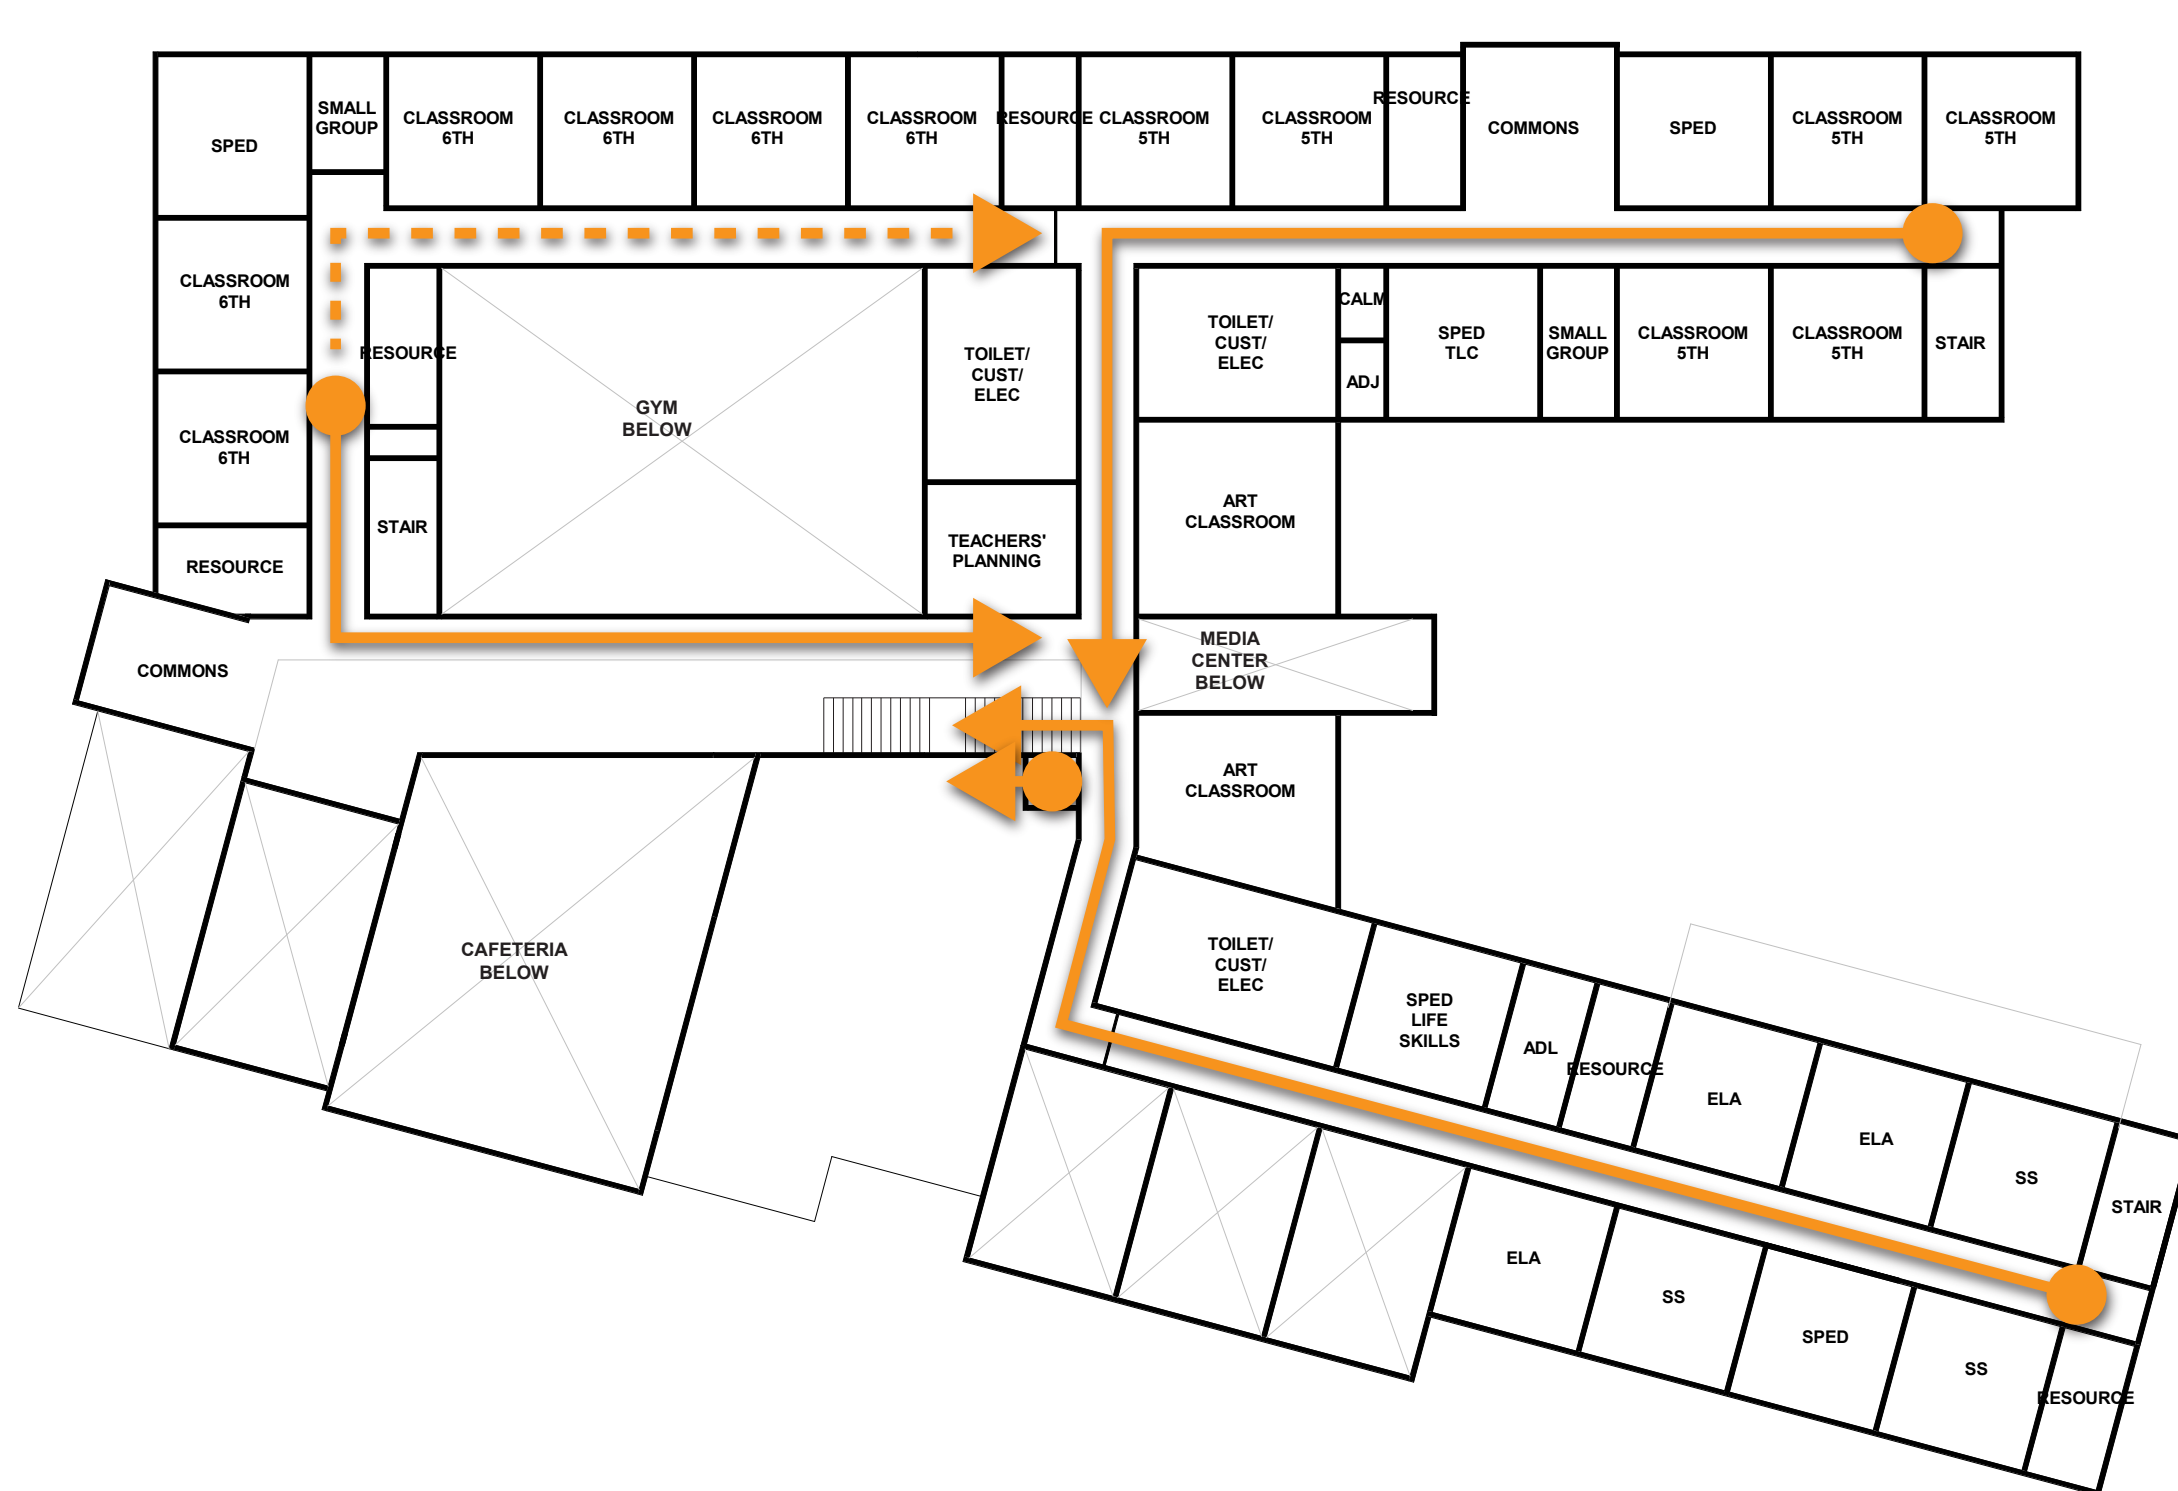 SPED
SMALL
GROUP
CLASSROOM
6TH
CLASSROOM
6TH
CLASSROOM
6TH
CLASSROOM
6TH
RESOURCE
CLASSROOM
5TH
CLASSROOM
5TH
RESOURCE
COMMONS
SPED
CLASSROOM
5TH
CLASSROOM
5TH
CLASSROOM
6TH
RESOURCE
GYM
BELOW
TOILET/
CUST/
ELEC
TOILET/
CUST/
ELEC
CALM
ADJ
SPED
TLC
SMALL
GROUP
CLASSROOM
5TH
CLASSROOM
5TH
STAIR
CLASSROOM
6TH
STAIR
TEACHERS'
PLANNING
ART
CLASSROOM
RESOURCE
COMMONS
MEDIA
CENTER
BELOW
ART
CLASSROOM
CAFETERIA
BELOW
TOILET/
CUST/
ELEC
SPED
LIFE
SKILLS
ADL
RESOURCE
ELA
ELA
SS
STAIR
ELA
SS
SPED
SS
RESOURCE